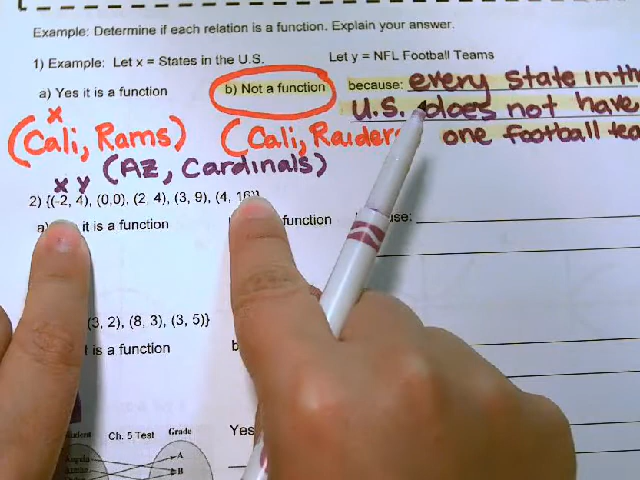 Example: Determine if each relation is a function. Explain your answer.
1) Example: Let x = States in the U.S. Let y = NFL Football Teams
a) Yes it is a function b) Not a function because: every state in the
U.S. does not have
x
(Cali, Rams) (Cali, Raiders one football
(AZ, Cardinals)
x y
2) {(-2, 4), (0,0), (2, 4), (3, 9), (4, 16)}
a) it is a function function
(3, 2), (8, 3), (3, 5)}
is a function b
Ch. 5 Test Grade Yes
A
B